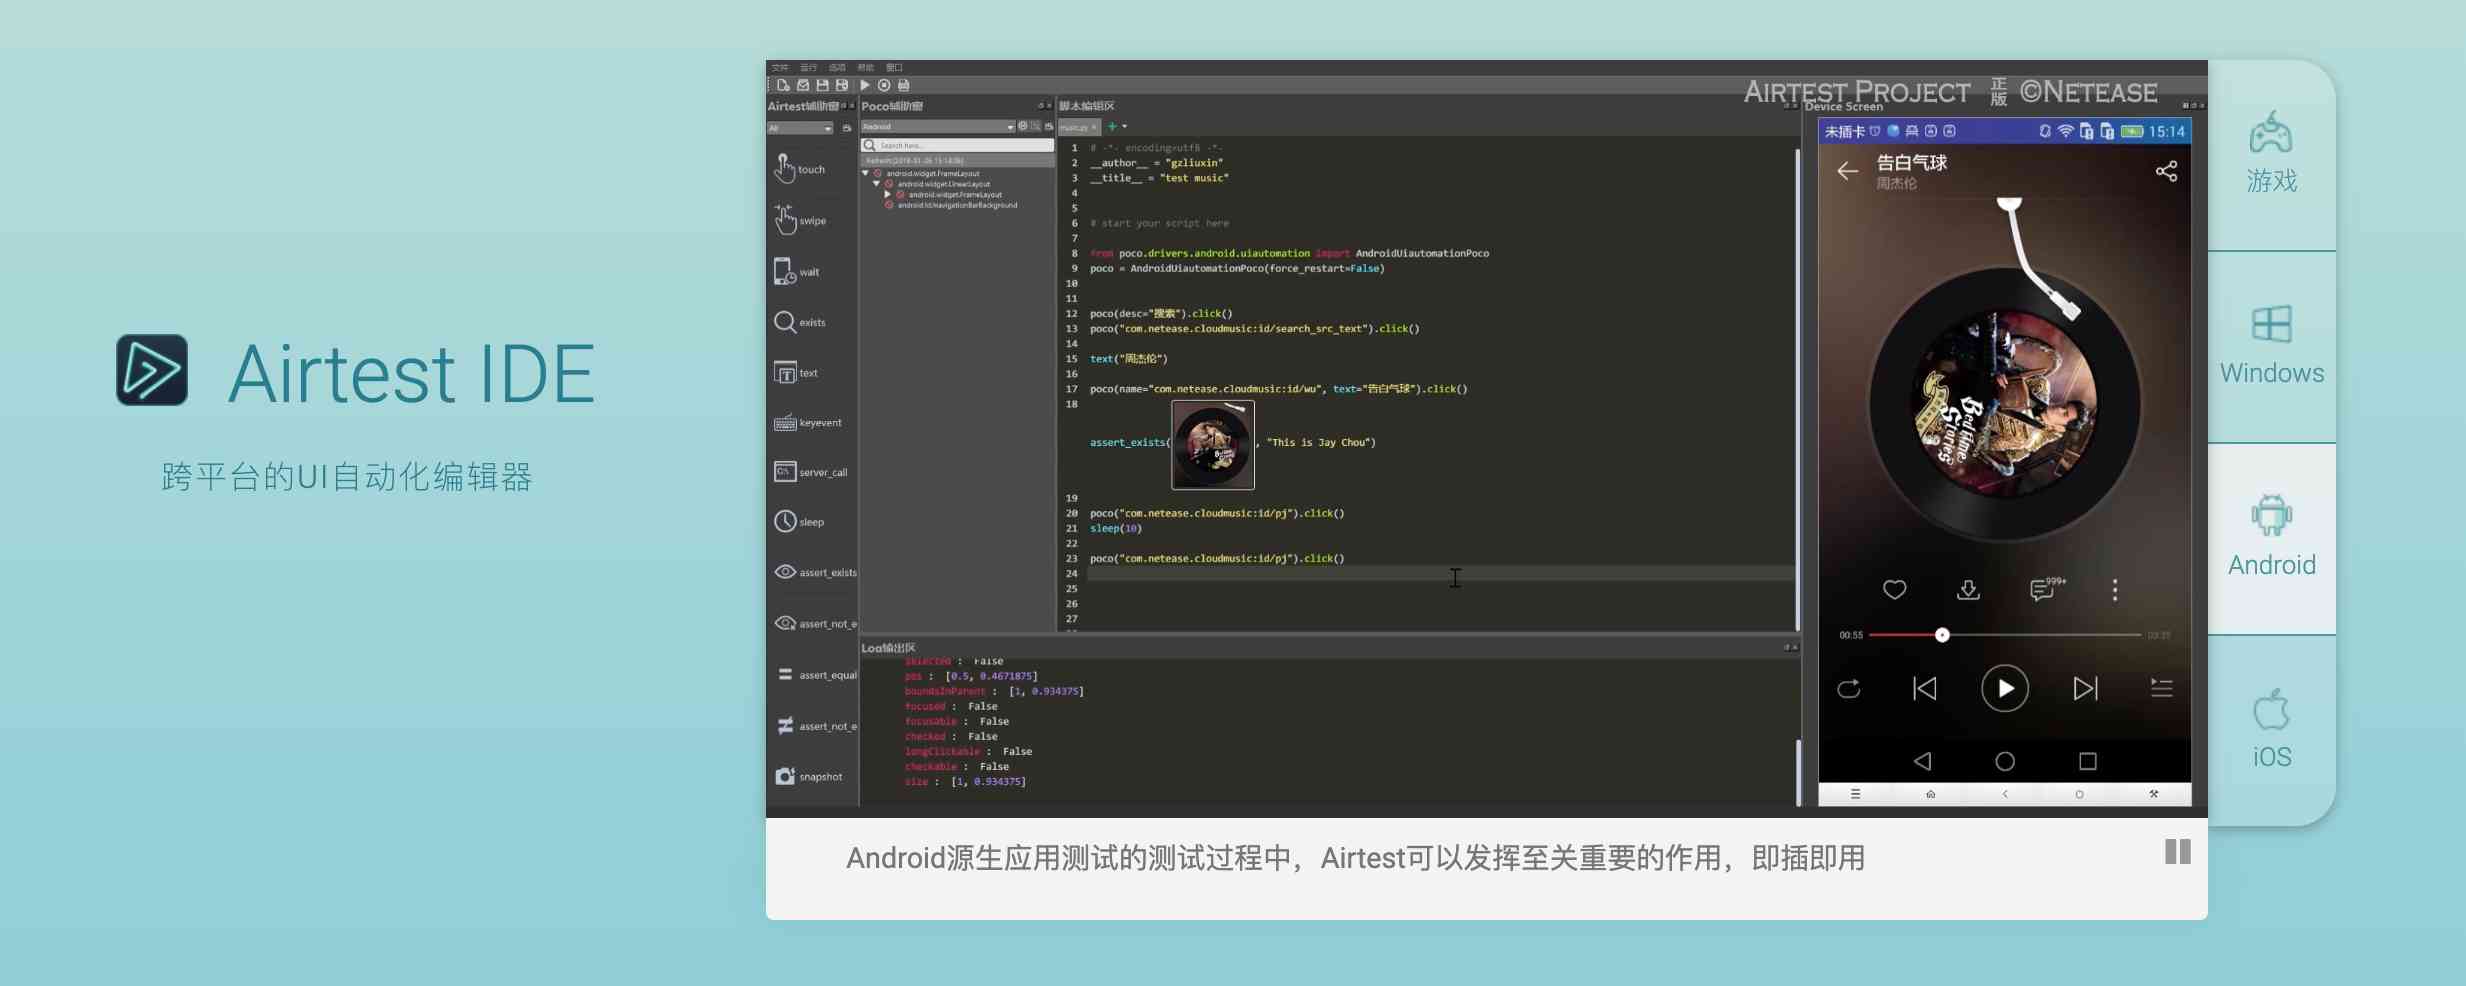 Airtest IDE
跨平台的UI自动化编辑器
文件 运行 选项 帮助 窗口
AIRTEST PROJECT 正版 ©NETEASE
Airtest辅助窗
All
touch
swipe
wait
exists
text
keyevent
server_call
sleep
assert_exists
assert_not_e
assert_equal
assert_not_e
snapshot
Poco辅助窗
Android
Search here...
android.widget.FrameLayout
android.widget.LinearLayout
android.widget.FrameLayout
android:id/navigationBarBackground
脚本编辑区
music.py
1 # -*- encoding=utf8 -*-
2 __author__ = "gzliuxin"
3 __title__ = "test music"
4
5
6 # start your script here
7
8 from poco.drivers.android.uiautomation import AndroidUiautomationPoco
9 poco = AndroidUiautomationPoco(force_restart=False)
10
11
12 poco(desc="搜索").click()
13 poco("com.netease.cloudmusic:id/search_src_text").click()
14
15 text("周杰伦")
16
17 poco(name="com.netease.cloudmusic:id/wu", text="告白气球").click()
18
assert_exists( , "This is Jay Chou")
19
20 poco("com.netease.cloudmusic:id/pj").click()
21 sleep(10)
22
23 poco("com.netease.cloudmusic:id/pj").click()
24
25
26
27
Log输出区
selected : False
pos : [0.5, 0.4671875]
boundsInParent : [1, 0.934375]
focused : False
focusable : False
checked : False
longClickable : False
checkable : False
size : [1, 0.934375]
Device Screen
未插卡 15:14
告白气球
周杰伦
Bedtime
Stories
999+
00:55
游戏
Windows
Android
iOS
Android源生应用测试的测试过程中，Airtest可以发挥至关重要的作用，即插即用